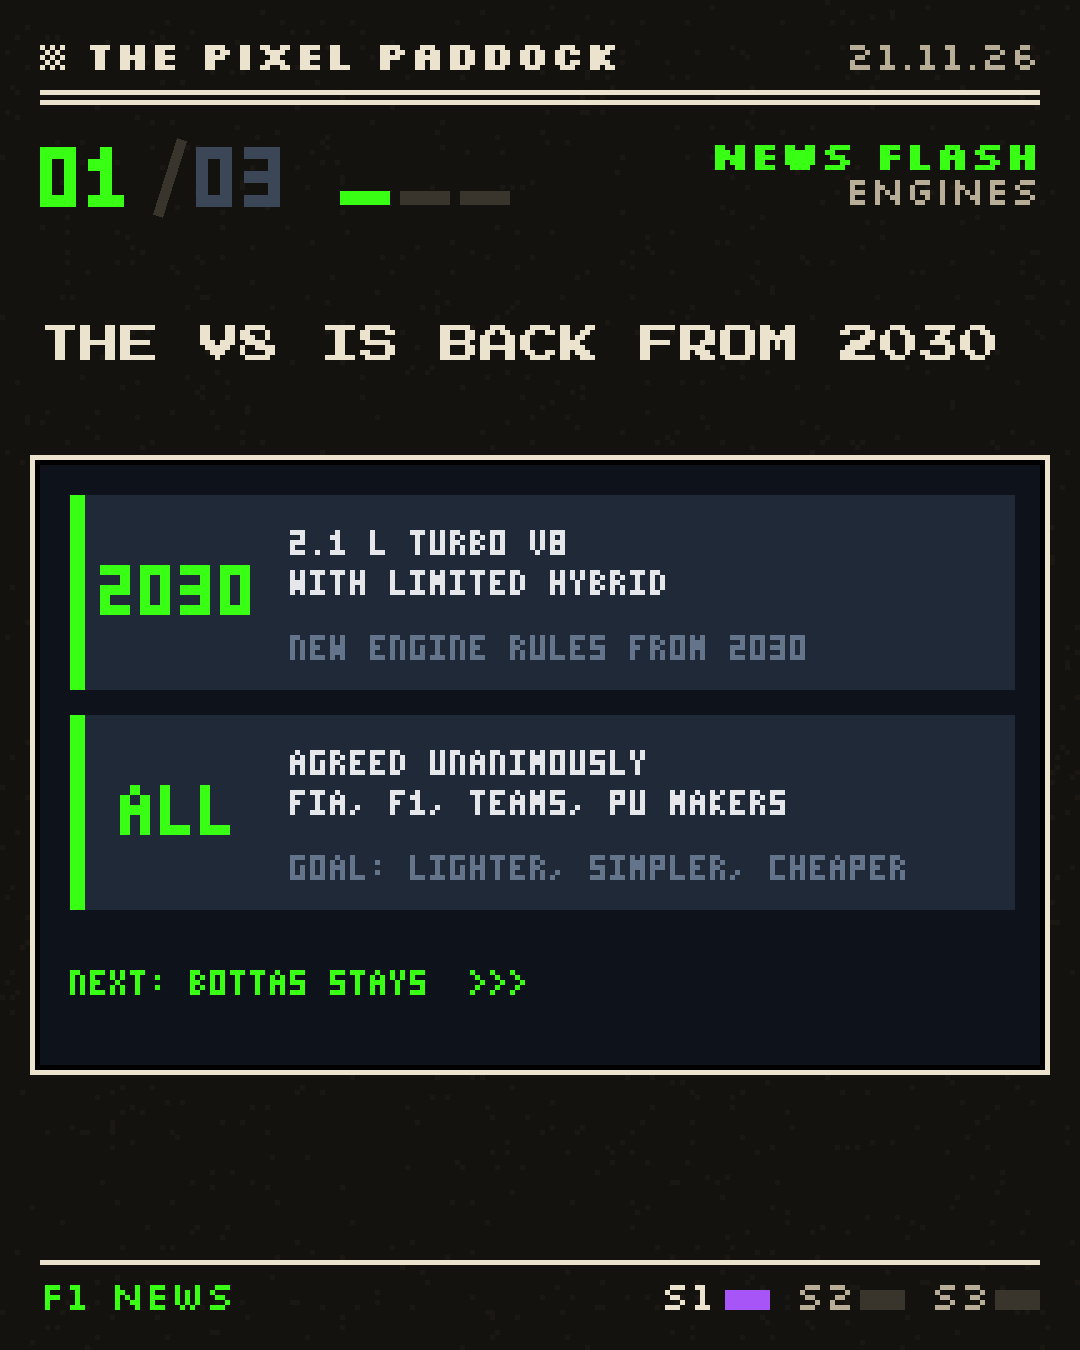 THE PIXEL PADDOCK
21.11.26
01 /03
NEWS FLASH
ENGINES
THE V8 IS BACK FROM 2030
2030
2.1 L TURBO V8
WITH LIMITED HYBRID
NEW ENGINE RULES FROM 2030
ALL
AGREED UNANIMOUSLY
FIA, F1, TEAMS, PU MAKERS
GOAL: LIGHTER, SIMPLER, CHEAPER
NEXT: BOTTAS STAYS >>>
F1 NEWS
S1 S2 S3